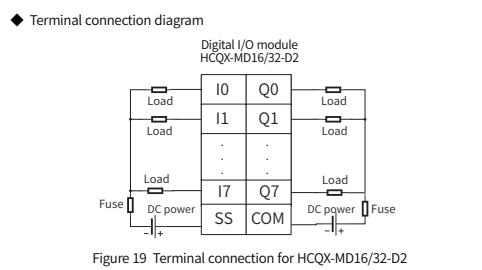 ◆ Terminal connection diagram
Digital I/O module
HCQX-MD16/32-D2
I0 Q0
Load Load
I1 Q1
Load Load
. .
. .
. .
Load Load
I7 Q7
Fuse DC power SS COM DC power Fuse
- + - +
Figure 19 Terminal connection for HCQX-MD16/32-D2